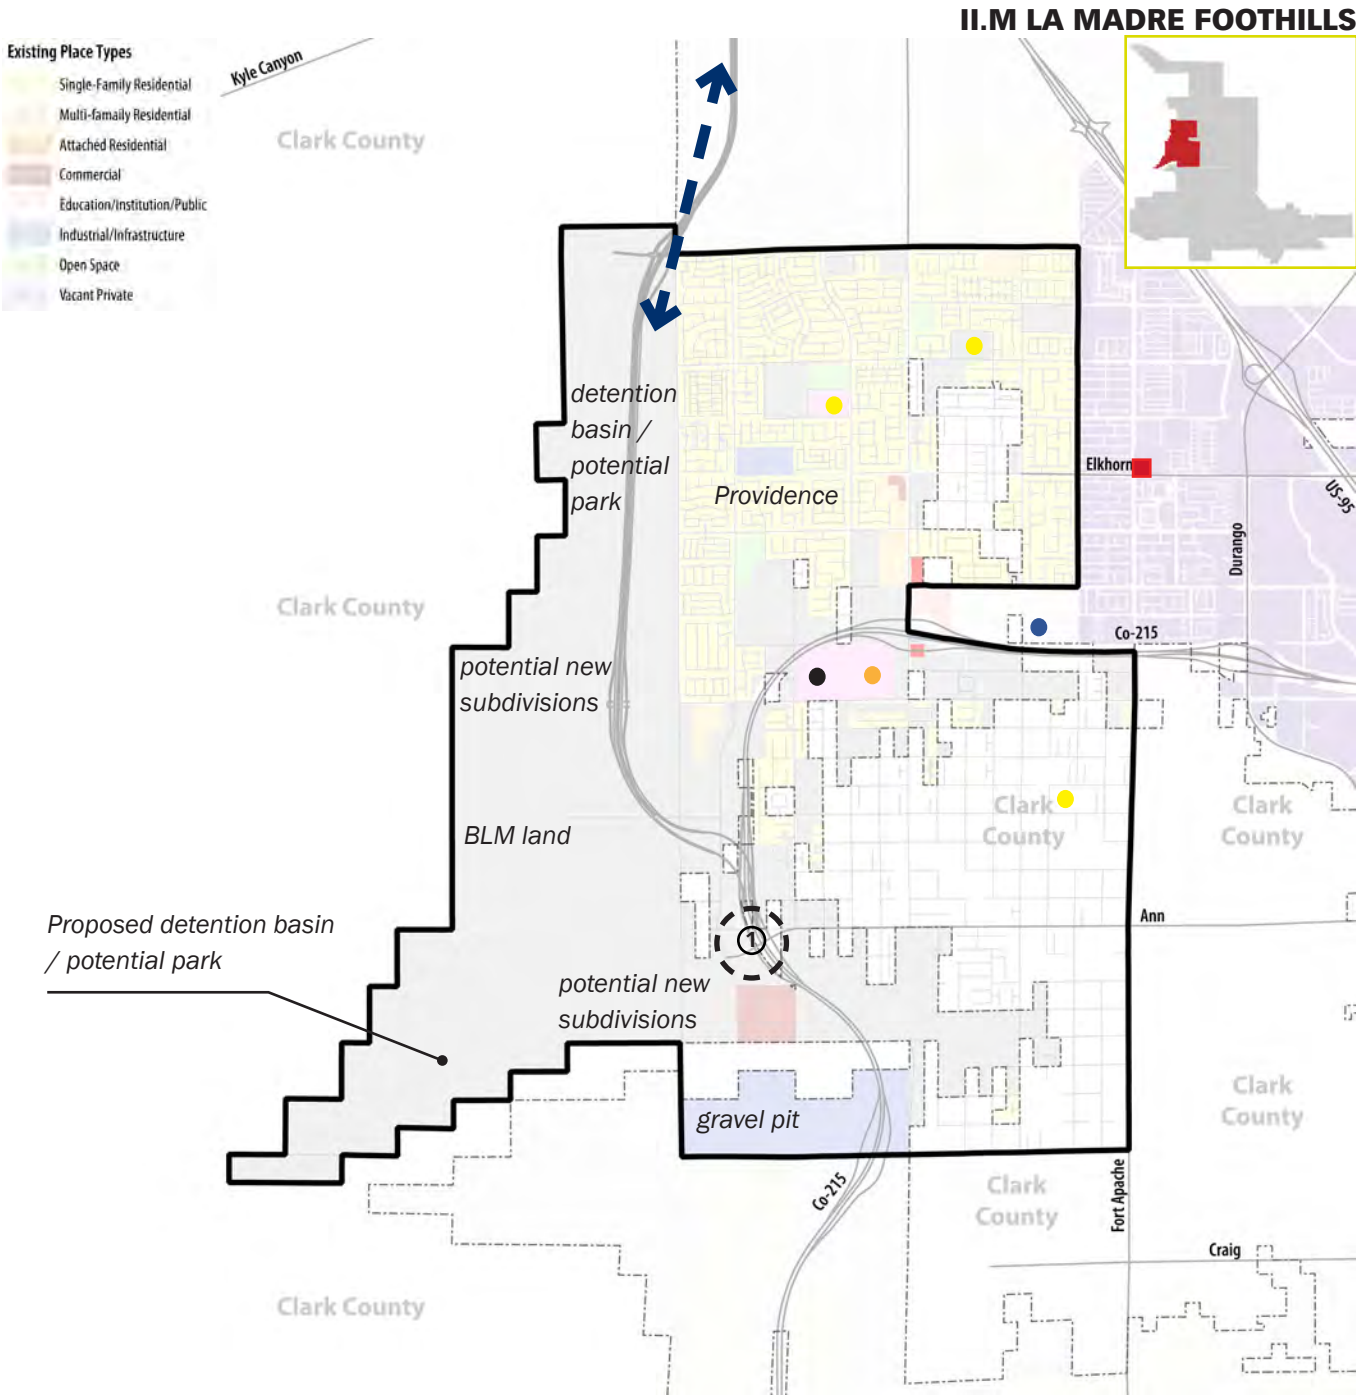 II.M LA MADRE FOOTHILLS
Existing Place Types
Single-Family Residential
Multi-famaily Residential
Attached Residential
Commercial
Education/Institution/Public
Industrial/Infrastructure
Open Space
Vacant Private
Kyle Canyon
Clark County
detention
basin /
potential
park
Providence
Elkhorn
US-95
Durango
Clark County
Co-215
potential new
subdivisions
BLM land
Clark
County
Clark
County
Proposed detention basin
/ potential park
1
Ann
potential new
subdivisions
gravel pit
Clark
County
Co-215
Clark
County
Fort Apache
Craig
Clark County